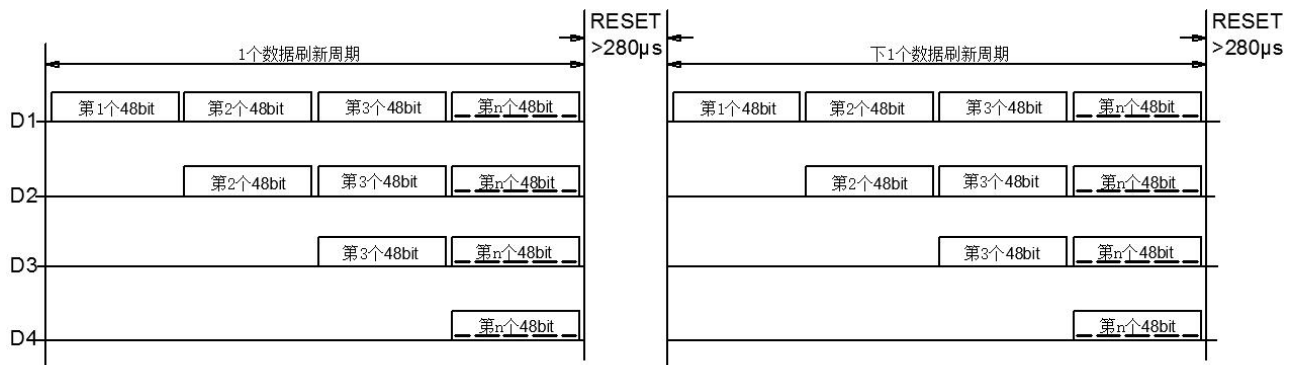 RESET
>280μs
RESET
>280μs
1个数据刷新周期
下1个数据刷新周期
D1 第1个48bit 第2个48bit 第3个48bit 第n个48bit 第1个48bit 第2个48bit 第3个48bit 第n个48bit
D2 第2个48bit 第3个48bit 第n个48bit 第2个48bit 第3个48bit 第n个48bit
D3 第3个48bit 第n个48bit 第3个48bit 第n个48bit
D4 第n个48bit 第n个48bit